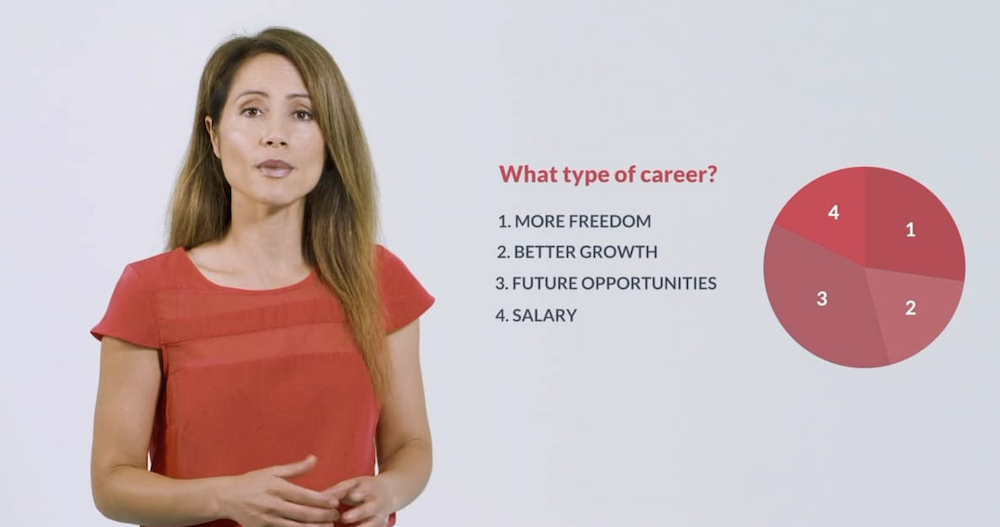 What type of career?
1. MORE FREEDOM
2. BETTER GROWTH
3. FUTURE OPPORTUNITIES
4. SALARY
4
1
3
2